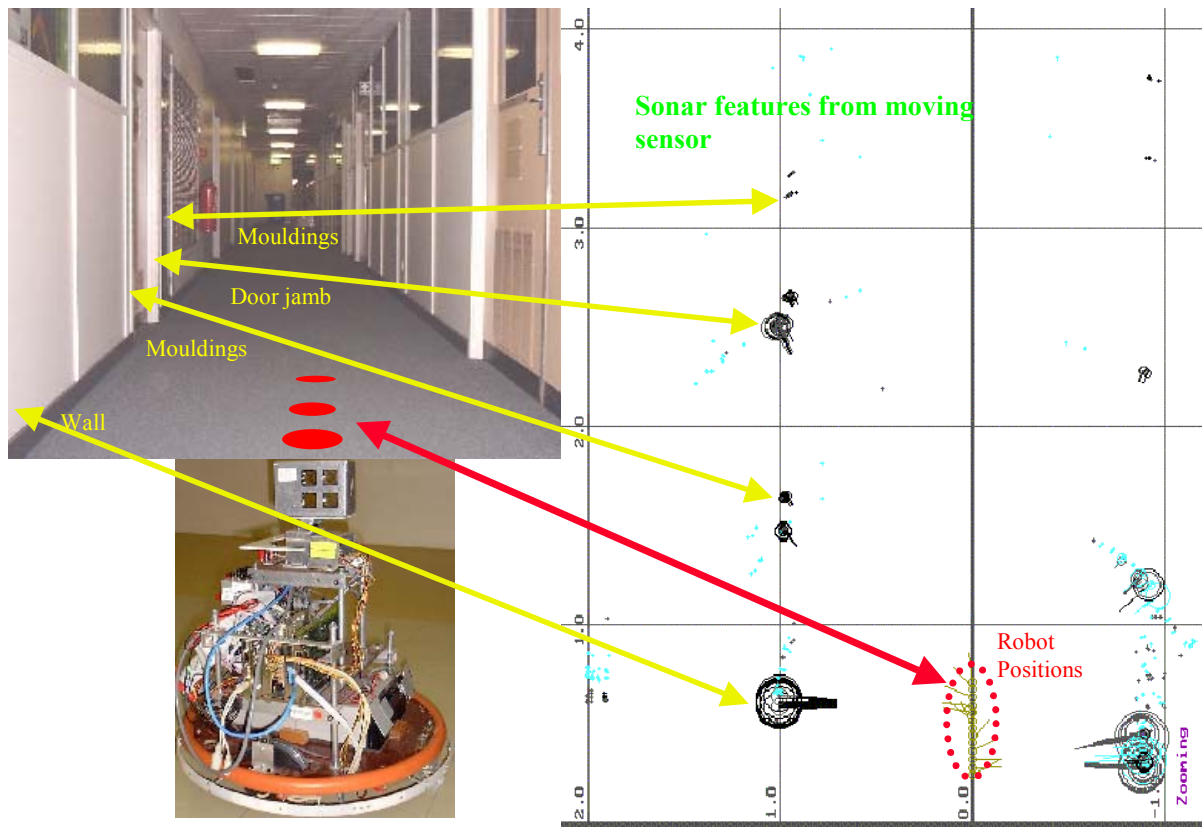 4.0
Sonar features from moving
sensor
3.0
Mouldings
Door jamb
Mouldings
2.0
Wall
1.0
Robot
Positions
2.0
1.0
0.0
-1.
Zooming